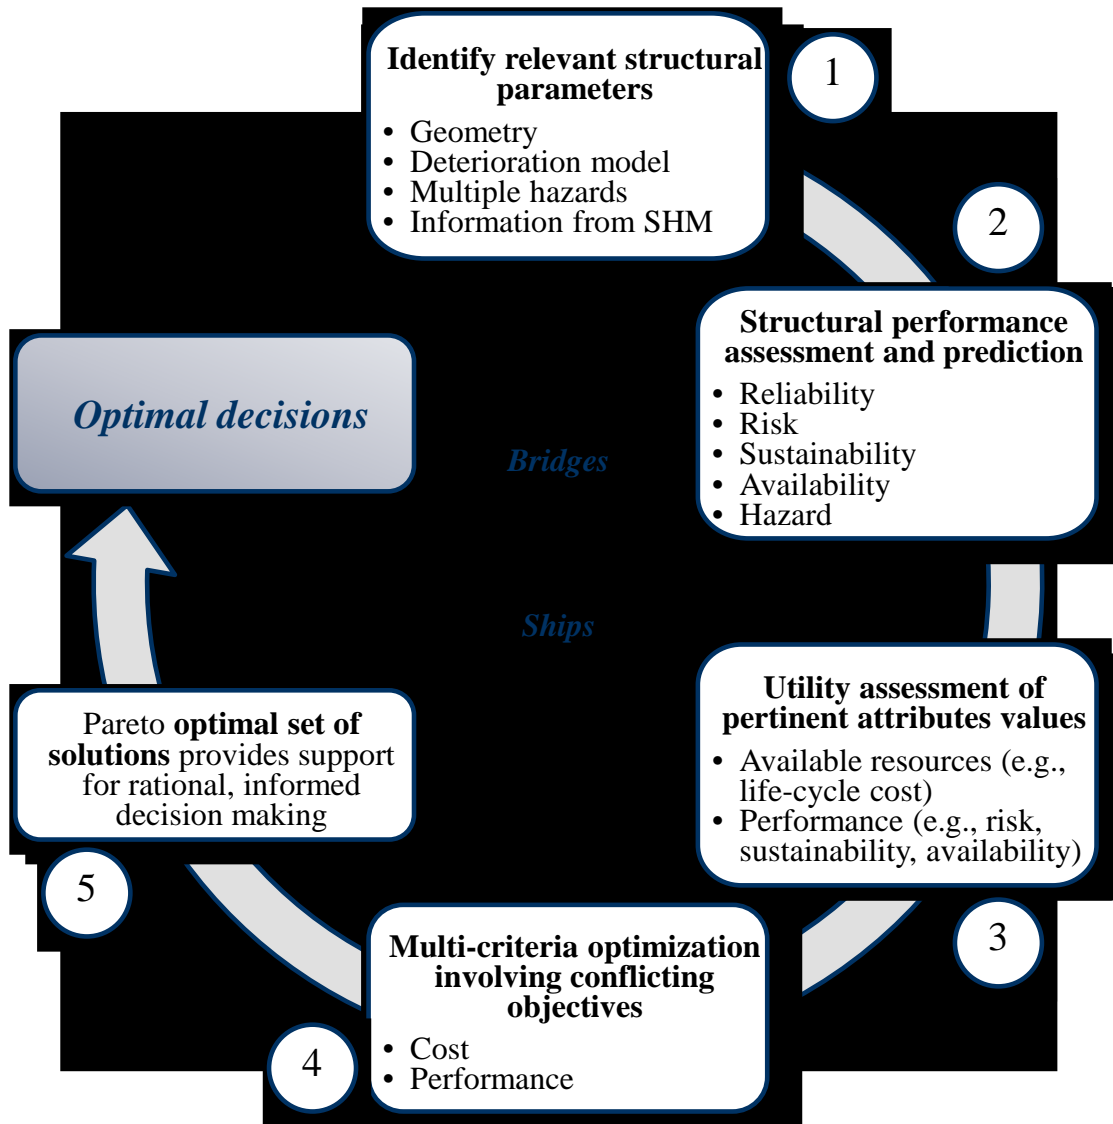 Identify relevant structural
parameters
• Geometry
• Deterioration model
• Multiple hazards
• Information from SHM
1
2
Structural performance
assessment and prediction
• Reliability
• Risk
• Sustainability
• Availability
• Hazard
Optimal decisions
Bridges
Ships
Utility assessment of
pertinent attributes values
• Available resources (e.g.,
life-cycle cost)
• Performance (e.g., risk,
sustainability, availability)
3
Multi-criteria optimization
involving conflicting
objectives
• Cost
• Performance
4
Pareto optimal set of
solutions provides support
for rational, informed
decision making
5